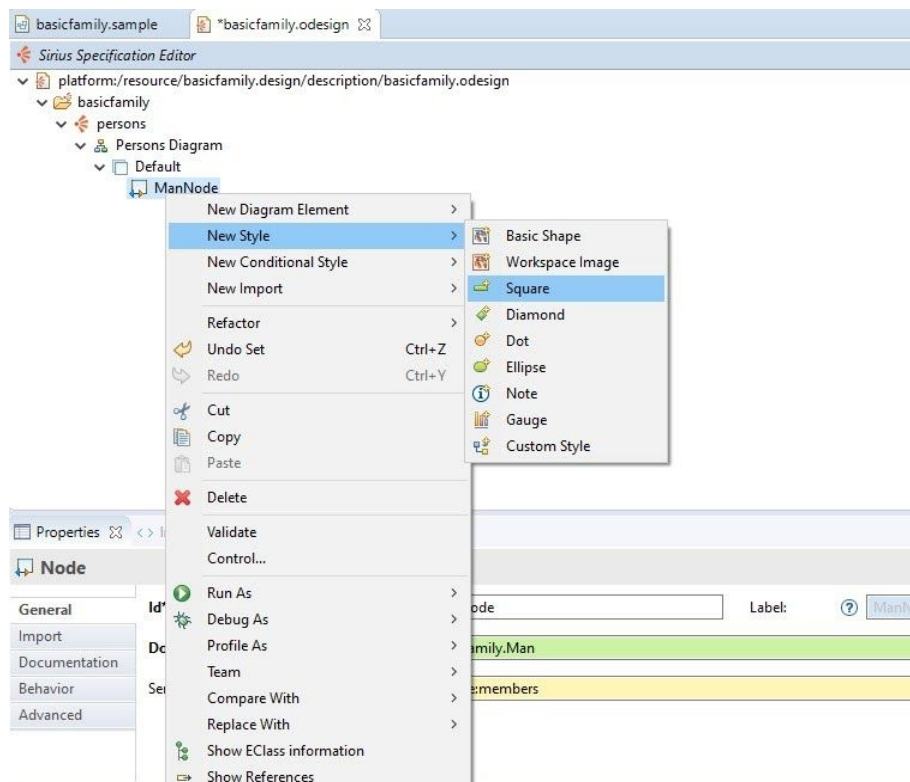 basicfamily.sample *basicfamily.odesign
Sirius Specification Editor
platform:/resource/basicfamily.design/description/basicfamily.odesign
basicfamily
persons
Persons Diagram
Default
ManNode
New Diagram Element
New Style
New Conditional Style
New Import
Refactor
Undo Set Ctrl+Z
Redo Ctrl+Y
Cut
Copy
Paste
Delete
Validate
Control...
Run As
Debug As
Profile As
Team
Compare With
Replace With
Show EClass information
Show References
Basic Shape
Workspace Image
Square
Diamond
Dot
Ellipse
Note
Gauge
Custom Style
Properties
Node
General
Import
Documentation
Behavior
Advanced
Id*
Label: